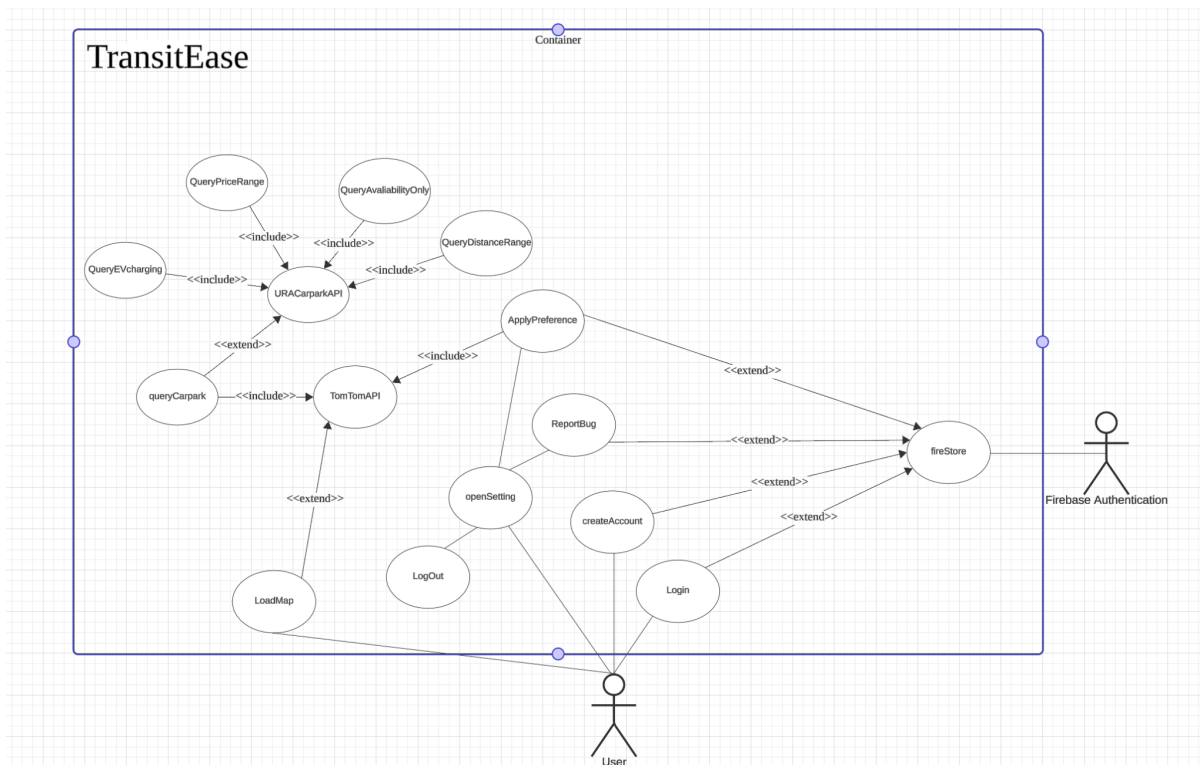 Container
TransitEase
QueryPriceRange
QueryAvaliabilityOnly
<<include>>
<<include>>
QueryDistanceRange
QueryEVcharging
<<include>>
<<include>>
URACarparkAPI
ApplyPreference
<<extend>>
<<include>>
<<extend>>
queryCarpark
<<include>>
TomTomAPI
ReportBug
<<extend>>
fireStore
<<extend>>
openSetting
<<extend>>
Firebase Authentication
createAccount
<<extend>>
LogOut
Login
LoadMap
User